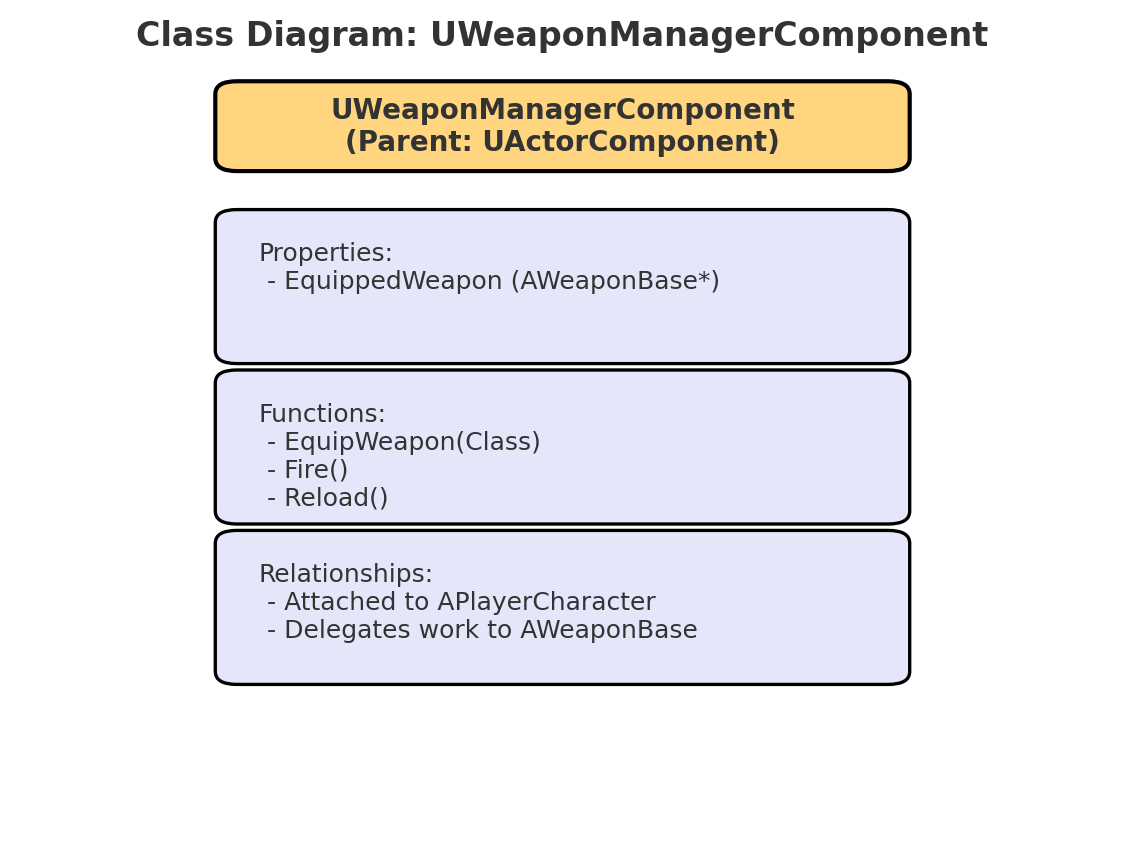 Class Diagram: UWeaponManagerComponent
UWeaponManagerComponent
(Parent: UActorComponent)
Properties:
- EquippedWeapon (AWeaponBase*)
Functions:
- EquipWeapon(Class)
- Fire()
- Reload()
Relationships:
- Attached to APlayerCharacter
- Delegates work to AWeaponBase